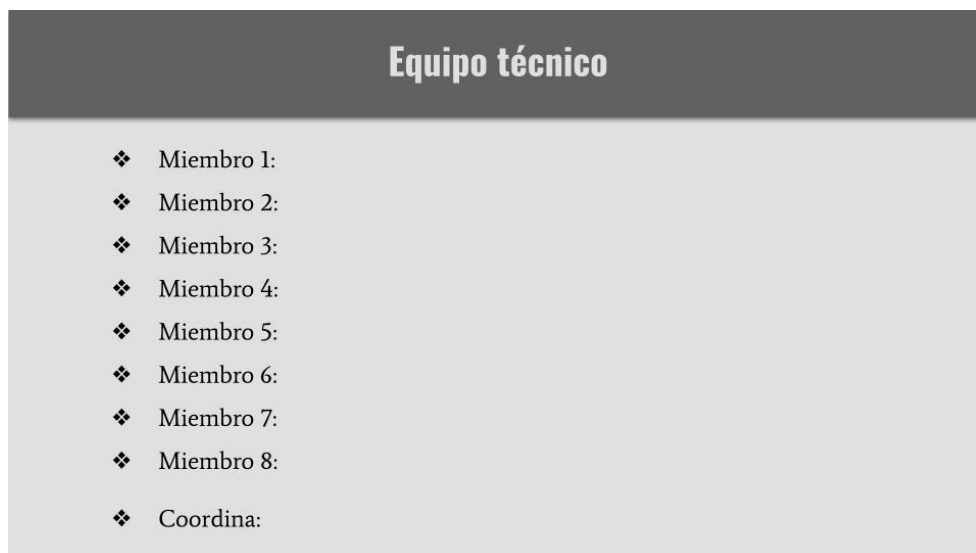 Equipo técnico
❖ Miembro 1:
❖ Miembro 2:
❖ Miembro 3:
❖ Miembro 4:
❖ Miembro 5:
❖ Miembro 6:
❖ Miembro 7:
❖ Miembro 8:
❖ Coordina: